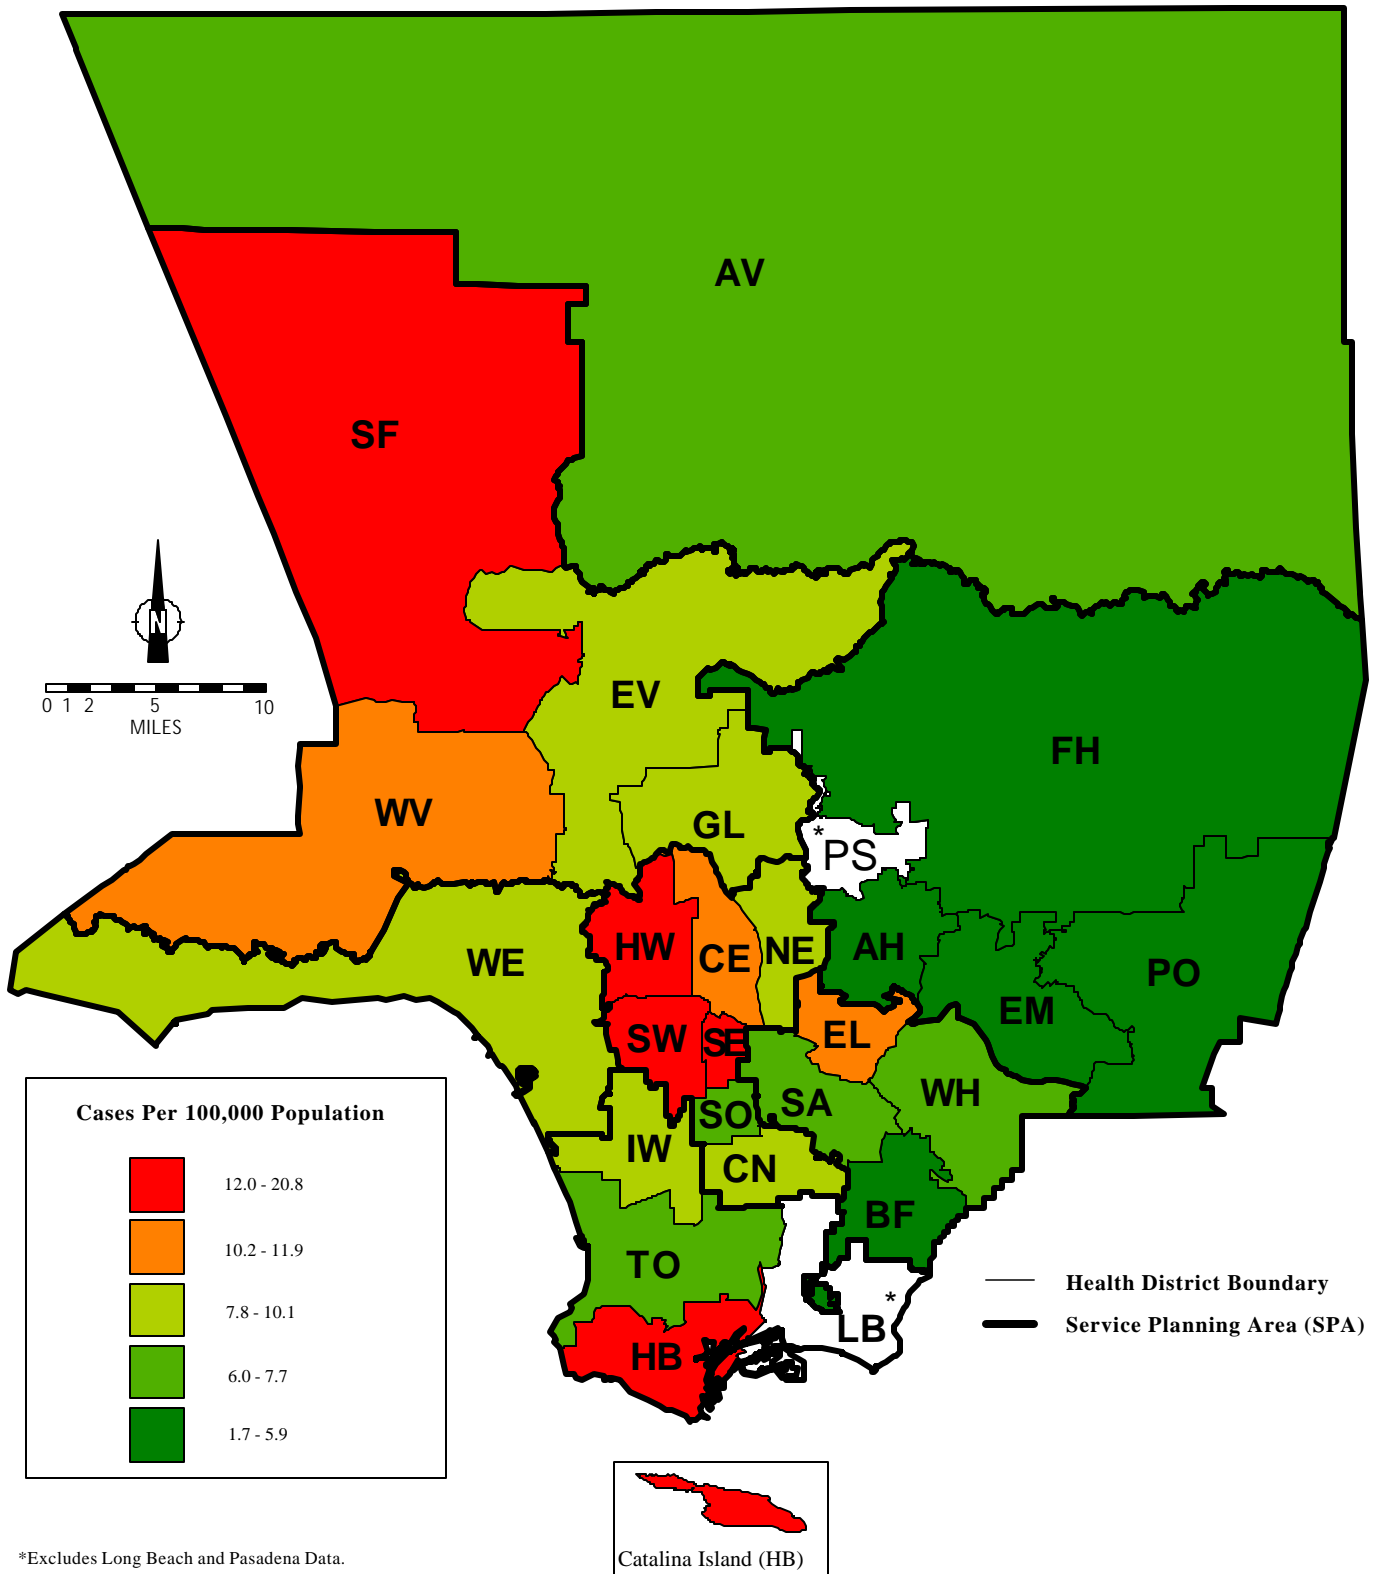 AV
SF
N
0 1 2 5 10
MILES
EV
FH
WV
GL
*
PS
HW
CE
NE
AH
WE
PO
EM
SW
SE
EL
WH
SA
SO
IW
CN
BF
TO
*
LB
HB
Cases Per 100,000 Population
12.0 - 20.8
10.2 - 11.9
7.8 - 10.1
6.0 - 7.7
1.7 - 5.9
Health District Boundary
Service Planning Area (SPA)
Catalina Island (HB)
*Excludes Long Beach and Pasadena Data.